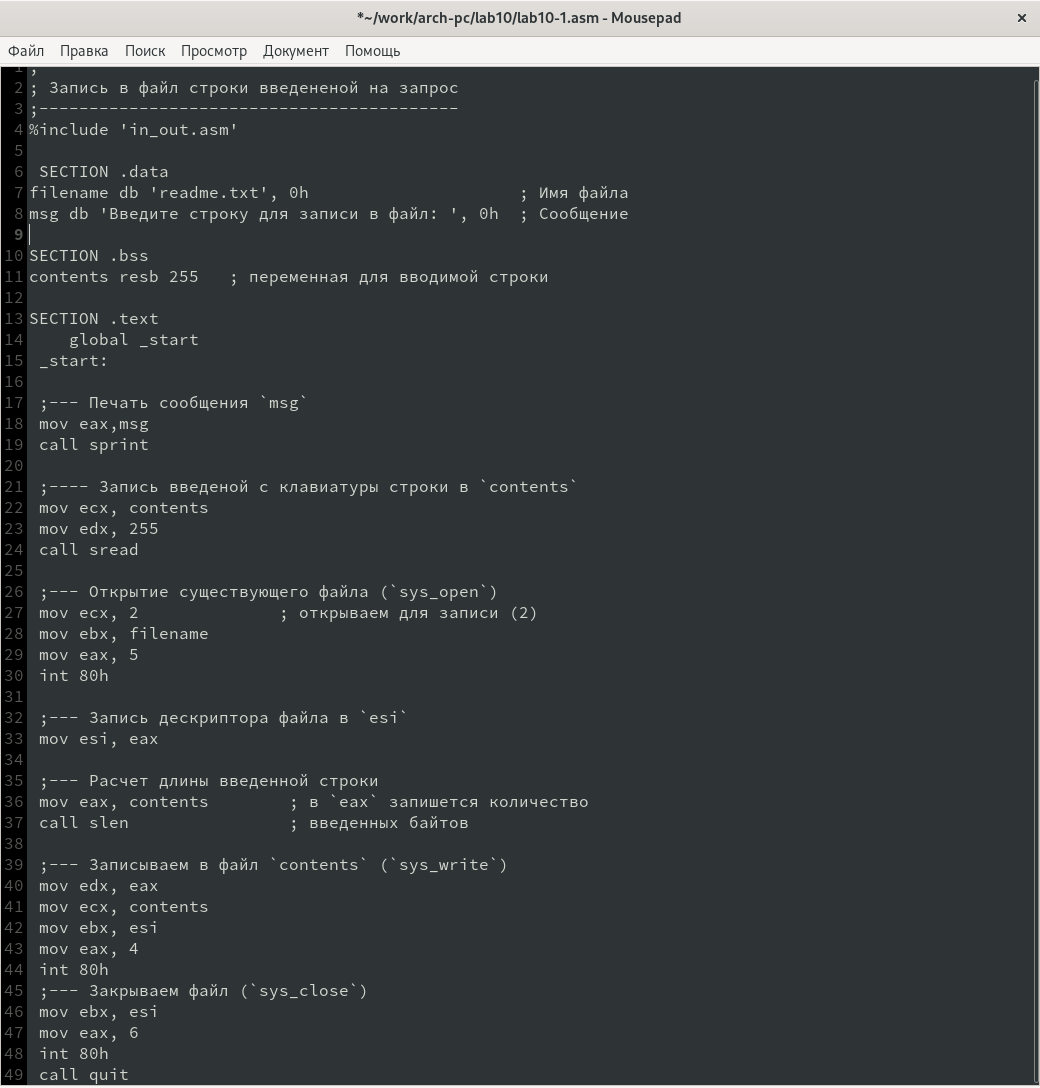 *~/work/arch-pc/lab10/lab10-1.asm - Mousepad ×
Файл Правка Поиск Просмотр Документ Помощь
1 ;
2 ; Запись в файл строки введененой на запрос
3 ;------------------------------------------
4 %include 'in_out.asm'
5
6 SECTION .data
7 filename db 'readme.txt', 0h ; Имя файла
8 msg db 'Введите строку для записи в файл: ', 0h ; Сообщение
9
10 SECTION .bss
11 contents resb 255 ; переменная для вводимой строки
12
13 SECTION .text
14 global _start
15 _start:
16
17 ;--- Печать сообщения `msg`
18 mov eax,msg
19 call sprint
20
21 ;---- Запись введеной с клавиатуры строки в `contents`
22 mov ecx, contents
23 mov edx, 255
24 call sread
25
26 ;--- Открытие существующего файла (`sys_open`)
27 mov ecx, 2 ; открываем для записи (2)
28 mov ebx, filename
29 mov eax, 5
30 int 80h
31
32 ;--- Запись дескриптора файла в `esi`
33 mov esi, eax
34
35 ;--- Расчет длины введенной строки
36 mov eax, contents ; в `eax` запишется количество
37 call slen ; введенных байтов
38
39 ;--- Записываем в файл `contents` (`sys_write`)
40 mov edx, eax
41 mov ecx, contents
42 mov ebx, esi
43 mov eax, 4
44 int 80h
45 ;--- Закрываем файл (`sys_close`)
46 mov ebx, esi
47 mov eax, 6
48 int 80h
49 call quit